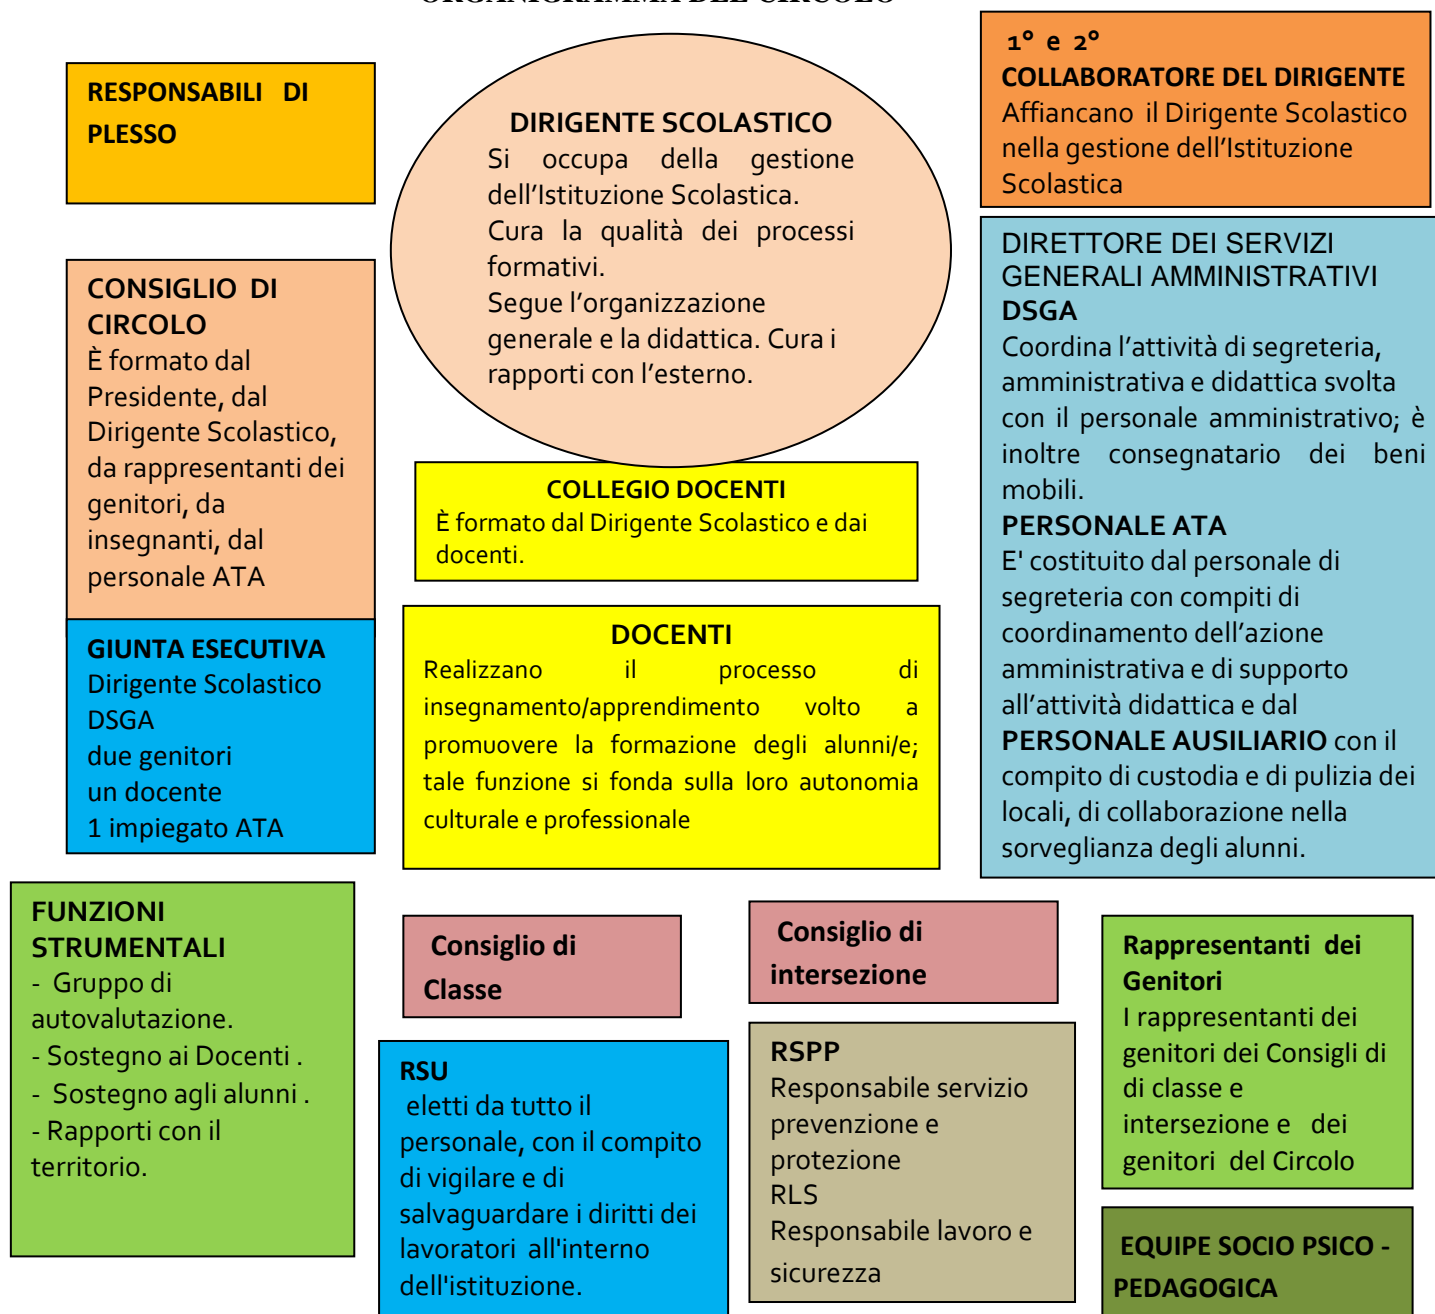 ORGANIGRAMMA DEL CIRCOLO
RESPONSABILI DI
PLESSO
DIRIGENTE SCOLASTICO
Si occupa della gestione
dell’Istituzione Scolastica.
Cura la qualità dei processi
formativi.
Segue l’organizzazione
generale e la didattica. Cura i
rapporti con l’esterno.
1° e 2°
COLLABORATORE DEL DIRIGENTE
Affiancano il Dirigente Scolastico
nella gestione dell’Istituzione
Scolastica
CONSIGLIO DI
CIRCOLO
È formato dal
Presidente, dal
Dirigente Scolastico,
da rappresentanti dei
genitori, da
insegnanti, dal
personale ATA
DIRETTORE DEI SERVIZI
GENERALI AMMINISTRATIVI
DSGA
Coordina l’attività di segreteria,
amministrativa e didattica svolta
con il personale amministrativo; è
inoltre consegnatario dei beni
mobili.
PERSONALE ATA
E' costituito dal personale di
segreteria con compiti di
coordinamento dell’azione
amministrativa e di supporto
all’attività didattica e dal
PERSONALE AUSILIARIO con il
compito di custodia e di pulizia dei
locali, di collaborazione nella
sorveglianza degli alunni.
COLLEGIO DOCENTI
È formato dal Dirigente Scolastico e dai
docenti.
GIUNTA ESECUTIVA
Dirigente Scolastico
DSGA
due genitori
un docente
1 impiegato ATA
DOCENTI
Realizzano il processo di
insegnamento/apprendimento volto a
promuovere la formazione degli alunni/e;
tale funzione si fonda sulla loro autonomia
culturale e professionale
FUNZIONI
STRUMENTALI
- Gruppo di
autovalutazione.
- Sostegno ai Docenti .
- Sostegno agli alunni .
- Rapporti con il
territorio.
Consiglio di
Classe
Consiglio di
intersezione
Rappresentanti dei
Genitori
I rappresentanti dei
genitori dei Consigli di
di classe e
intersezione e dei
genitori del Circolo
RSU
eletti da tutto il
personale, con il compito
di vigilare e di
salvaguardare i diritti dei
lavoratori all'interno
dell'istituzione.
RSPP
Responsabile servizio
prevenzione e
protezione
RLS
Responsabile lavoro e
sicurezza
EQUIPE SOCIO PSICO -
PEDAGOGICA